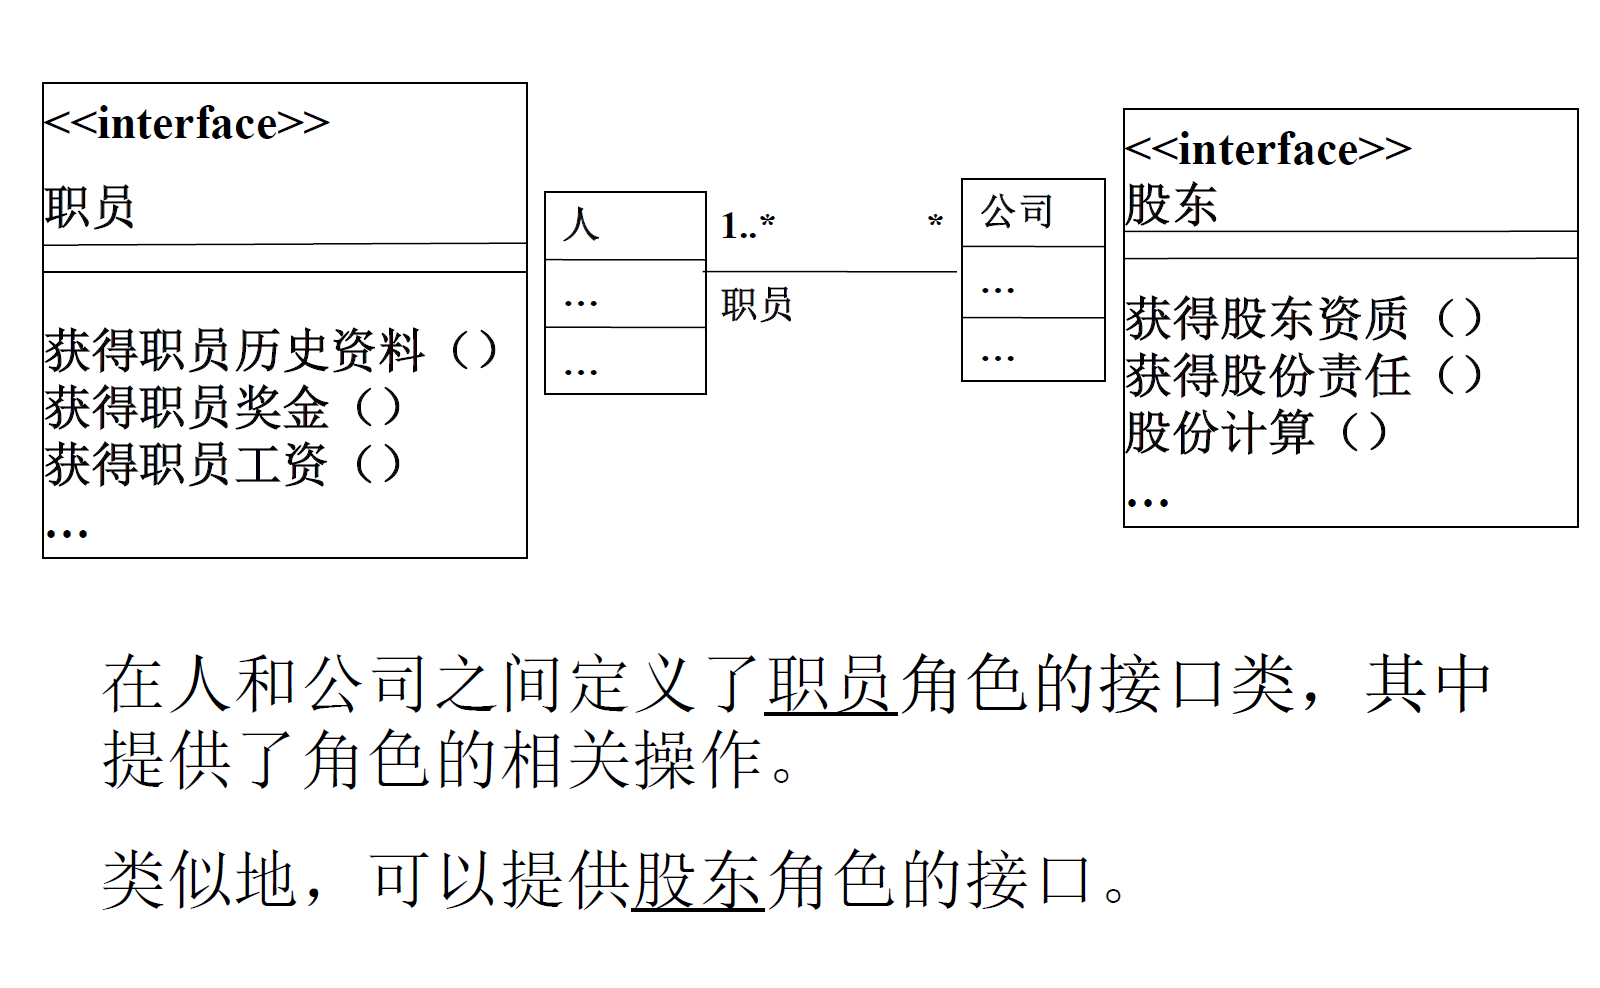 <<interface>>
职员
获得职员历史资料（）
获得职员奖金（）
获得职员工资（）
…
人
…
…
1..*
*
职员
公司
…
…
<<interface>>
股东
获得股东资质（）
获得股份责任（）
股份计算（）
…
在人和公司之间定义了职员角色的接口类，其中
提供了角色的相关操作。
类似地，可以提供股东角色的接口。